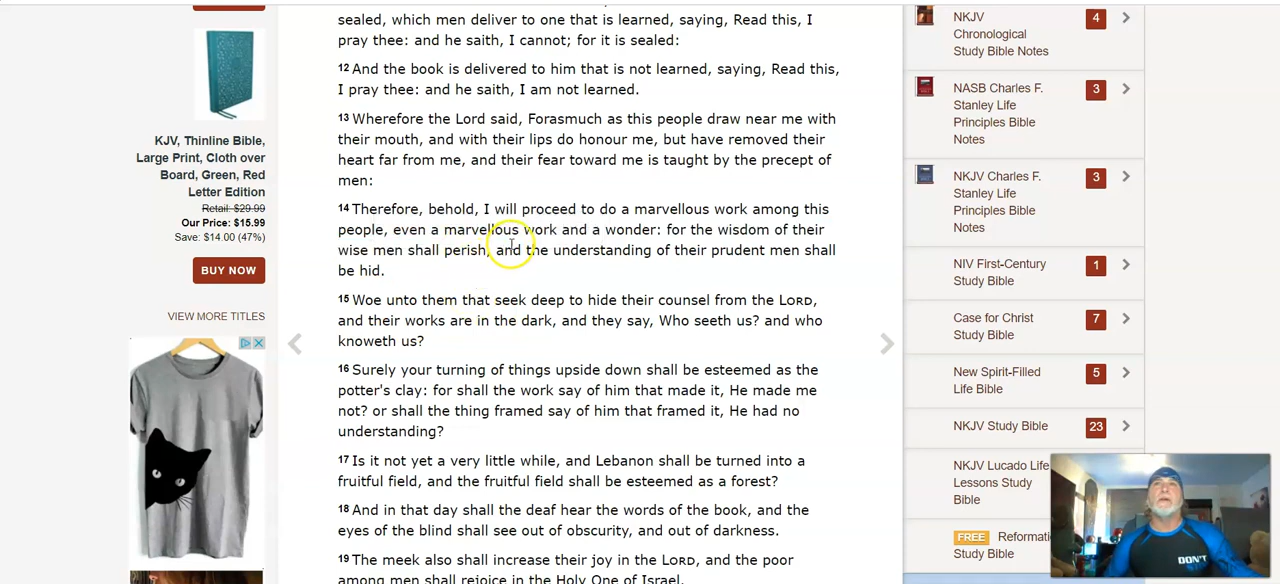 KJV, Thinline Bible,
Large Print, Cloth over
Board, Green, Red
Letter Edition
Retail: $29.99
Our Price: $15.99
Save: $14.00 (47%)
BUY NOW
VIEW MORE TITLES
sealed, which men deliver to one that is learned, saying, Read this, I
pray thee: and he saith, I cannot; for it is sealed:
12 And the book is delivered to him that is not learned, saying, Read this,
I pray thee: and he saith, I am not learned.
13 Wherefore the Lord said, Forasmuch as this people draw near me with
their mouth, and with their lips do honour me, but have removed their
heart far from me, and their fear toward me is taught by the precept of
men:
14 Therefore, behold, I will proceed to do a marvellous work among this
people, even a marvellous work and a wonder: for the wisdom of their
wise men shall perish, and the understanding of their prudent men shall
be hid.
15 Woe unto them that seek deep to hide their counsel from the LORD,
and their works are in the dark, and they say, Who seeth us? and who
knoweth us?
16 Surely your turning of things upside down shall be esteemed as the
potter's clay: for shall the work say of him that made it, He made me
not? or shall the thing framed say of him that framed it, He had no
understanding?
17 Is it not yet a very little while, and Lebanon shall be turned into a
fruitful field, and the fruitful field shall be esteemed as a forest?
18 And in that day shall the deaf hear the words of the book, and the
eyes of the blind shall see out of obscurity, and out of darkness.
19 The meek also shall increase their joy in the LORD, and the poor
among men shall rejoice in the Holy One of Israel.
NKJV 4
Chronological
Study Bible Notes
NASB Charles F. 3
Stanley Life
Principles Bible
Notes
NKJV Charles F. 3
Stanley Life
Principles Bible
Notes
NIV First-Century 1
Study Bible
Case for Christ 7
Study Bible
New Spirit-Filled 5
Life Bible
NKJV Study Bible 23
NKJV Lucado Life
Lessons Study
Bible
FREE Reformati
Study Bible
DON'T